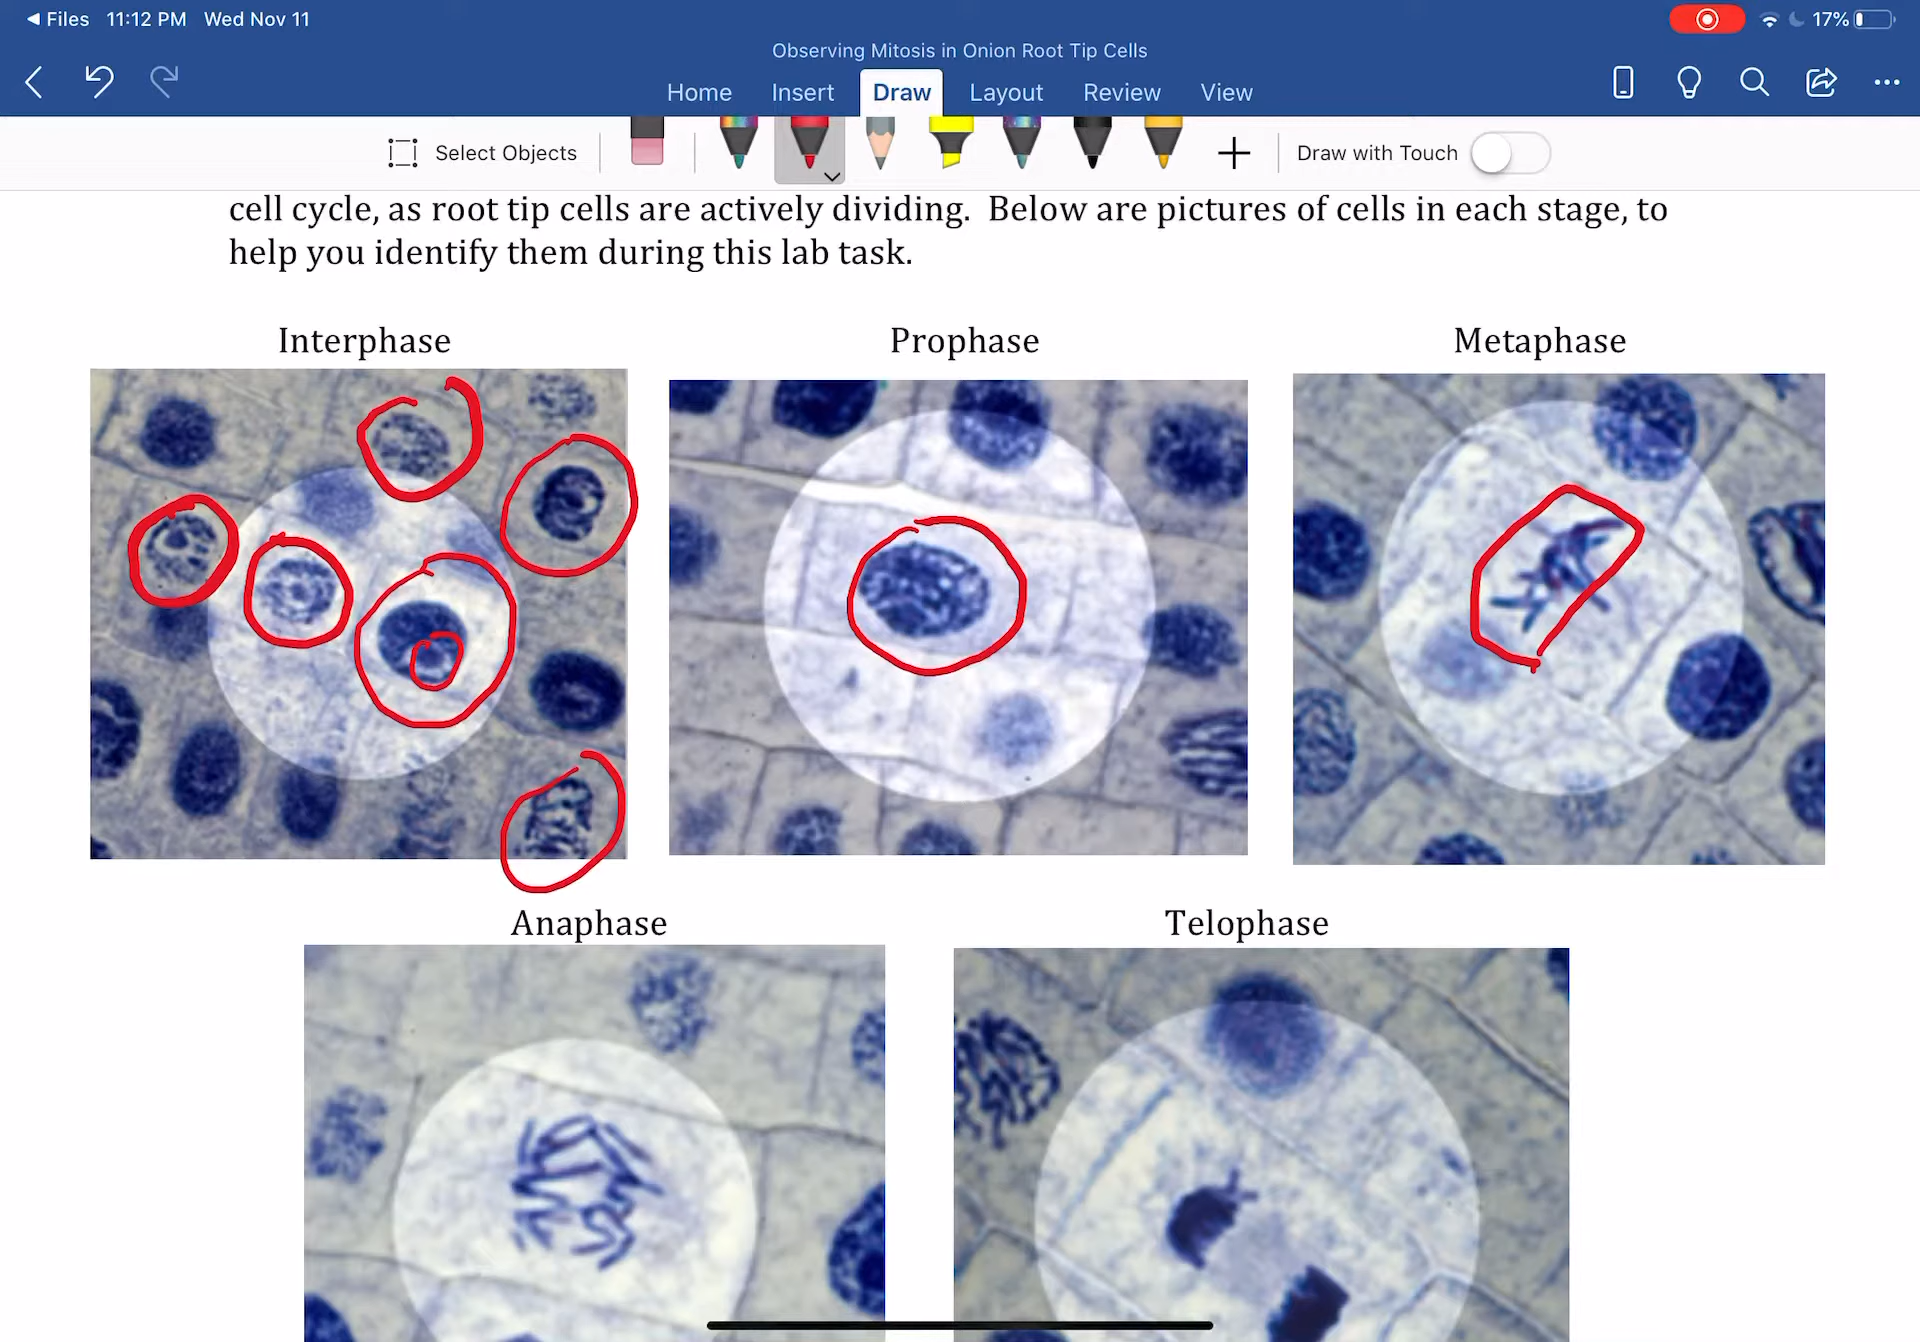 Files 11:12 PM Wed Nov 11
17%
Observing Mitosis in Onion Root Tip Cells
Home Insert Draw Layout Review View
Select Objects
Draw with Touch
cell cycle, as root tip cells are actively dividing. Below are pictures of cells in each stage, to
help you identify them during this lab task.
Interphase Prophase Metaphase
Anaphase Telophase